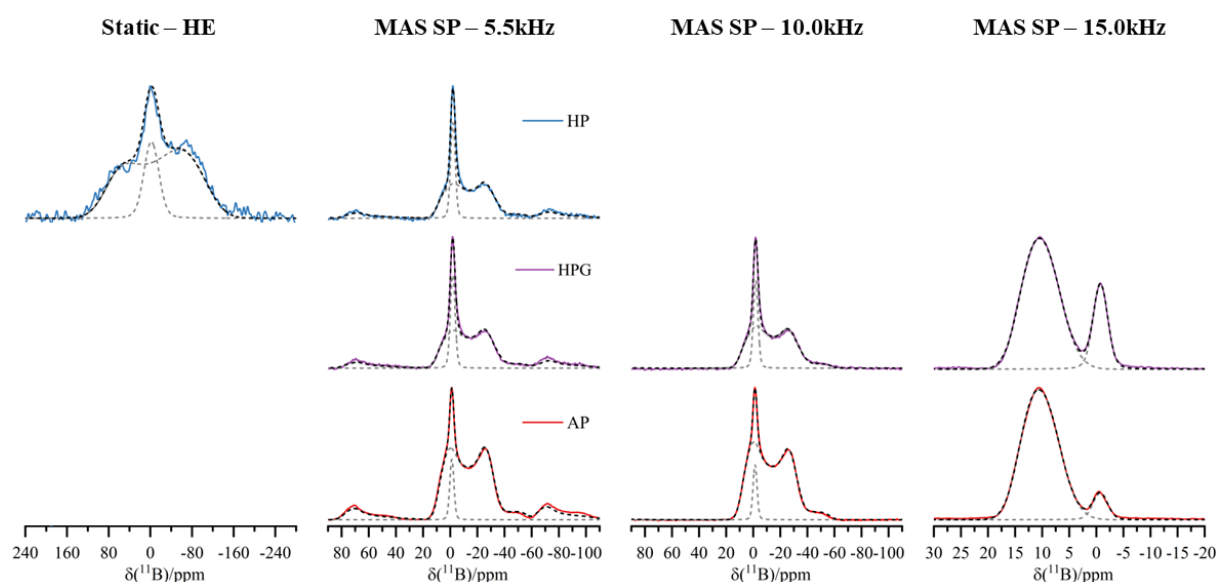 Static – HE
MAS SP – 5.5kHz
MAS SP – 10.0kHz
MAS SP – 15.0kHz
HP
HPG
AP
240 160 80 0 -80 -160 -240
80 60 40 20 0 -20 -40 -60 -80-100
80 60 40 20 0 -20 -40 -60 -80-100
30 25 20 15 10 5 0 -5 -10 -15 -20
δ(¹¹B)/ppm
δ(¹¹B)/ppm
δ(¹¹B)/ppm
δ(¹¹B)/ppm